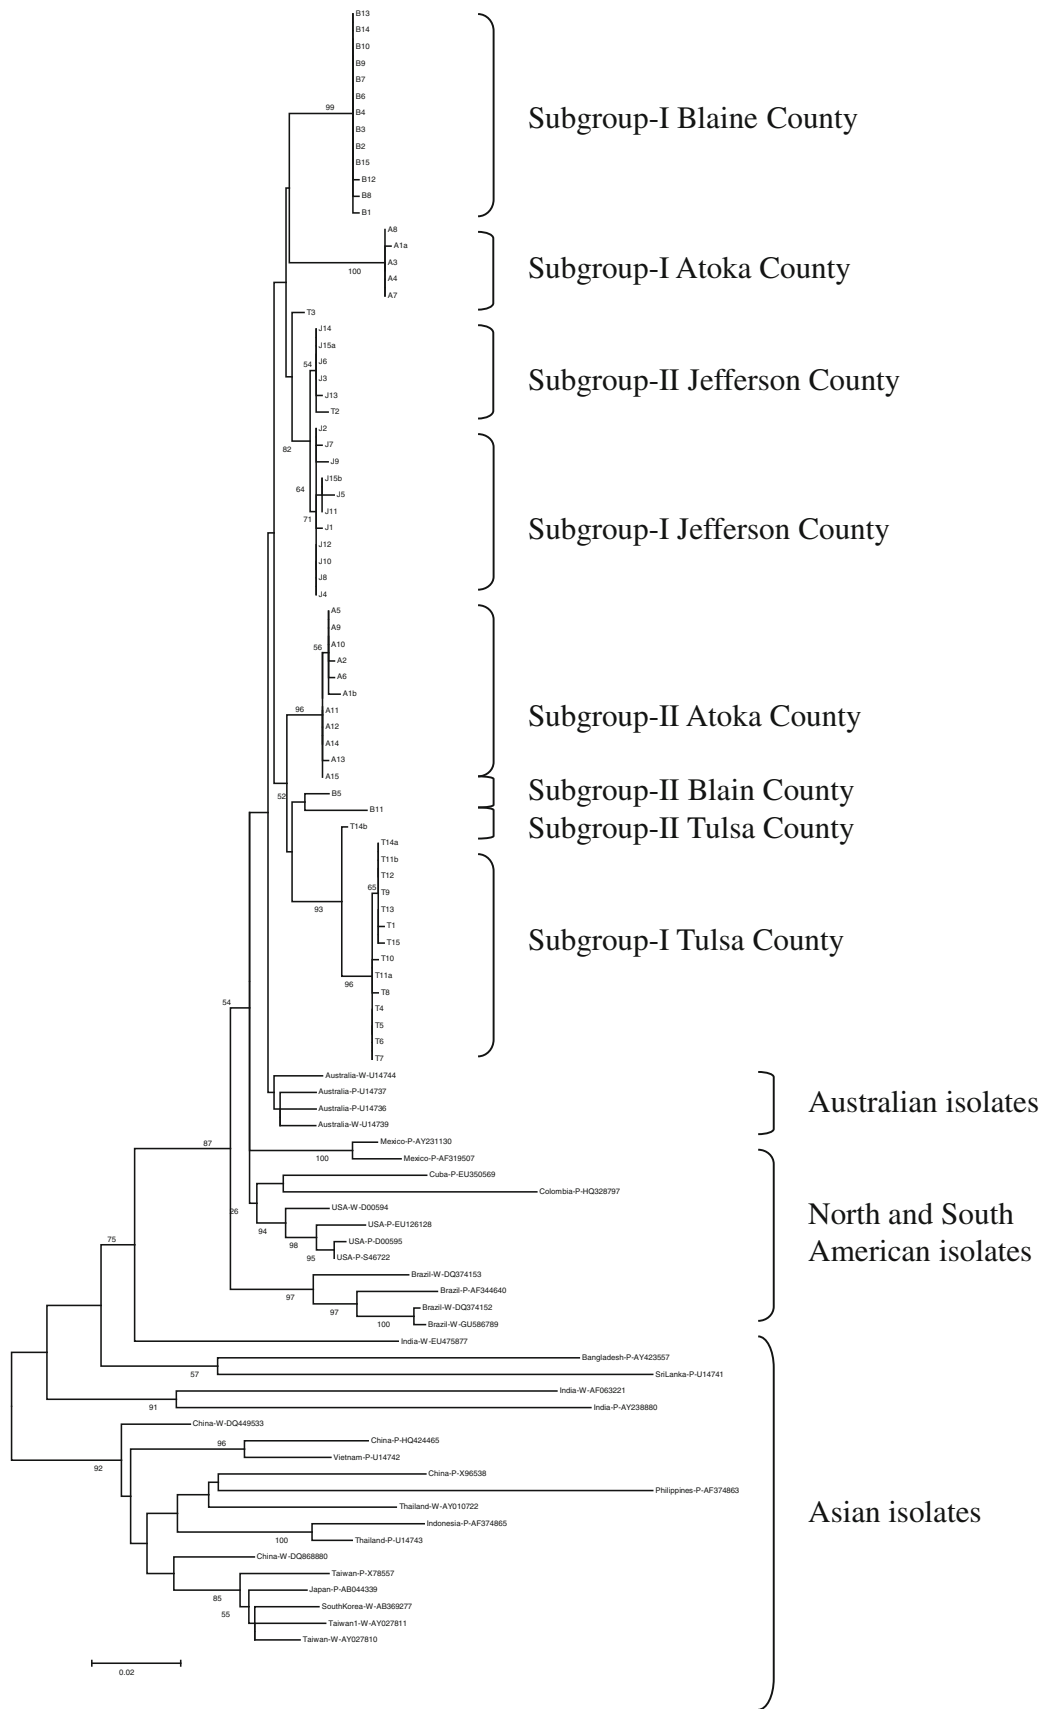 B13
B14
B10
B9
B7
B6
99
B4
B3
B2
B15
B12
B8
B1
Subgroup-I Blaine County
A8
A1a
A3
100
A4
A7
Subgroup-I Atoka County
T3
J14
J15a
54
J6
J3
J13
T2
Subgroup-II Jefferson County
J2
82
J7
J9
J15b
64
J5
J11
71
J1
J12
J10
J8
J4
Subgroup-I Jefferson County
A5
A9
A10
56
A2
A6
A1b
96
A11
A12
A14
A13
A15
Subgroup-II Atoka County
52
B5
B11
Subgroup-II Blain County
T14b
Subgroup-II Tulsa County
T14a
T11b
T12
65
T9
93
T13
T1
T15
T10
T11a
96
T8
T4
T5
T6
T7
Subgroup-I Tulsa County
54
Australia-W-U14744
Australia-P-U14737
Australia-P-U14736
Australia-W-U14739
Australian isolates
87
Mexico-P-AY231130
100
Mexico-P-AF319507
Cuba-P-EU350569
Colombia-P-HQ328797
26
USA-W-D00594
94
USA-P-EU126128
98
USA-P-D00595
95
USA-P-S46722
75
Brazil-W-DQ374153
97
Brazil-P-AF344640
97
Brazil-W-DQ374152
100
Brazil-W-GU586789
North and South
American isolates
India-W-EU475877
Bangladesh-P-AY423557
57
SriLanka-P-U14741
India-W-AF063221
91
India-P-AY238880
China-W-DQ449533
96
China-P-HQ424465
Vietnam-P-U14742
92
China-P-X96538
Philippines-P-AF374863
Thailand-W-AY010722
Indonesia-P-AF374865
100
Thailand-P-U14743
China-W-DQ868880
Taiwan-P-X78557
85
Japan-P-AB044339
55
SouthKorea-W-AB369277
Taiwan1-W-AY027811
Taiwan-W-AY027810
Asian isolates
0.02